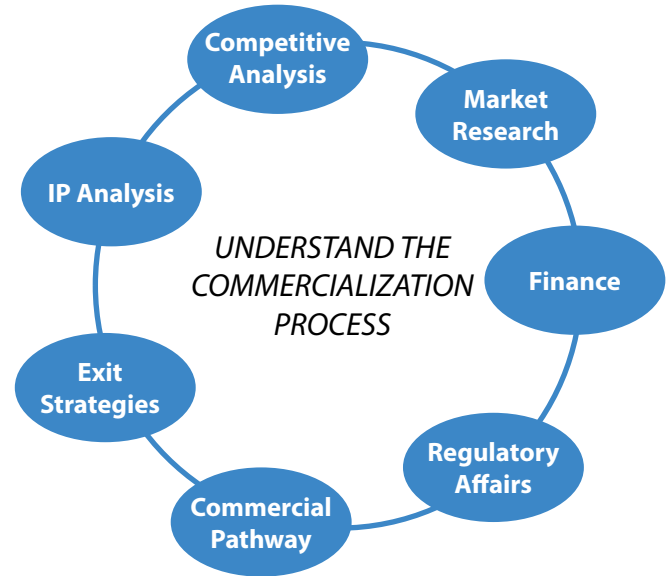 Competitive
Analysis
Market
Research
Finance
Regulatory
Affairs
Commercial
Pathway
Exit
Strategies
IP Analysis
UNDERSTAND THE
COMMERCIALIZATION
PROCESS